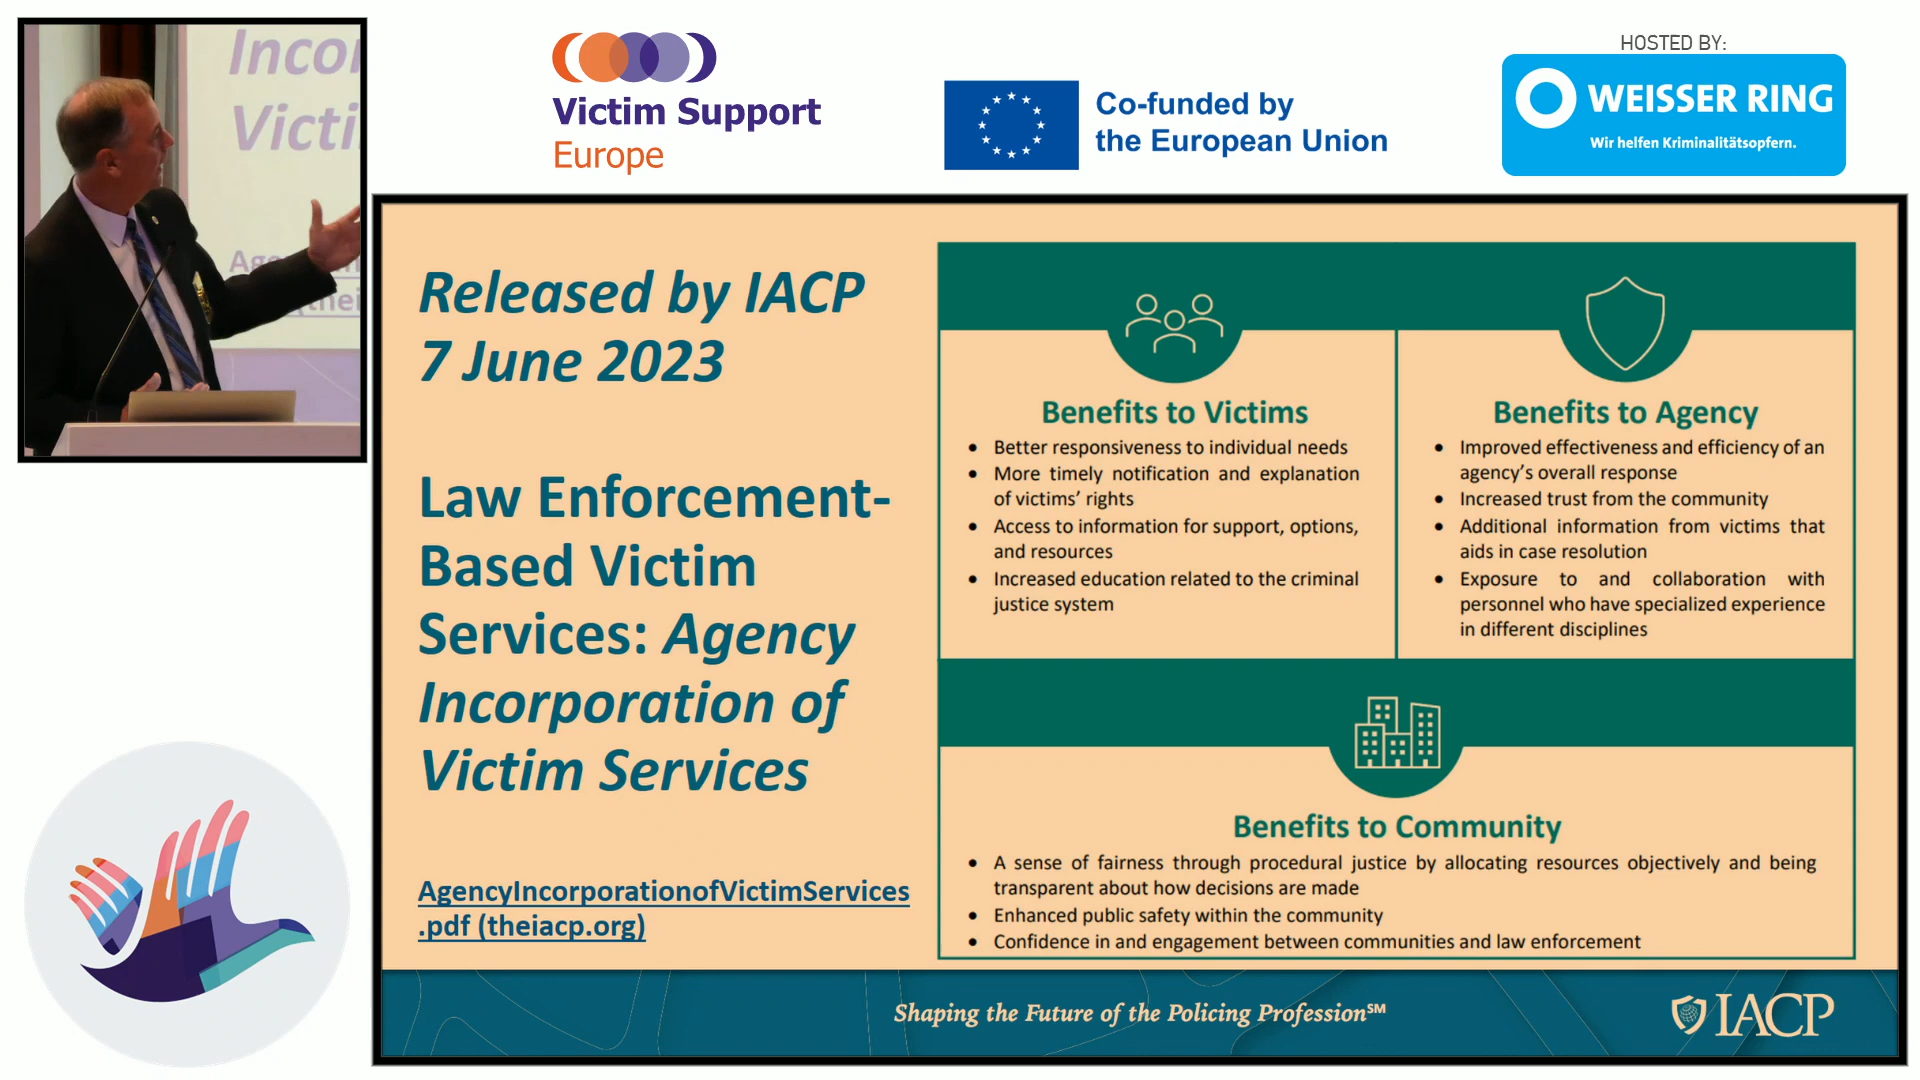 Inco
Victi
Victim Support
Europe
Co-funded by
the European Union
HOSTED BY:
WEISSER RING
Wir helfen Kriminalitätsopfern.
Released by IACP
7 June 2023
Law Enforcement-
Based Victim
Services: Agency
Incorporation of
Victim Services
AgencyIncorporationofVictimServices
.pdf (theiacp.org)
Benefits to Victims
• Better responsiveness to individual needs
• More timely notification and explanation
of victims’ rights
• Access to information for support, options,
and resources
• Increased education related to the criminal
justice system
Benefits to Agency
• Improved effectiveness and efficiency of an
agency’s overall response
• Increased trust from the community
• Additional information from victims that
aids in case resolution
• Exposure to and collaboration with
personnel who have specialized experience
in different disciplines
Benefits to Community
• A sense of fairness through procedural justice by allocating resources objectively and being
transparent about how decisions are made
• Enhanced public safety within the community
• Confidence in and engagement between communities and law enforcement
Shaping the Future of the Policing Profession℠
IACP